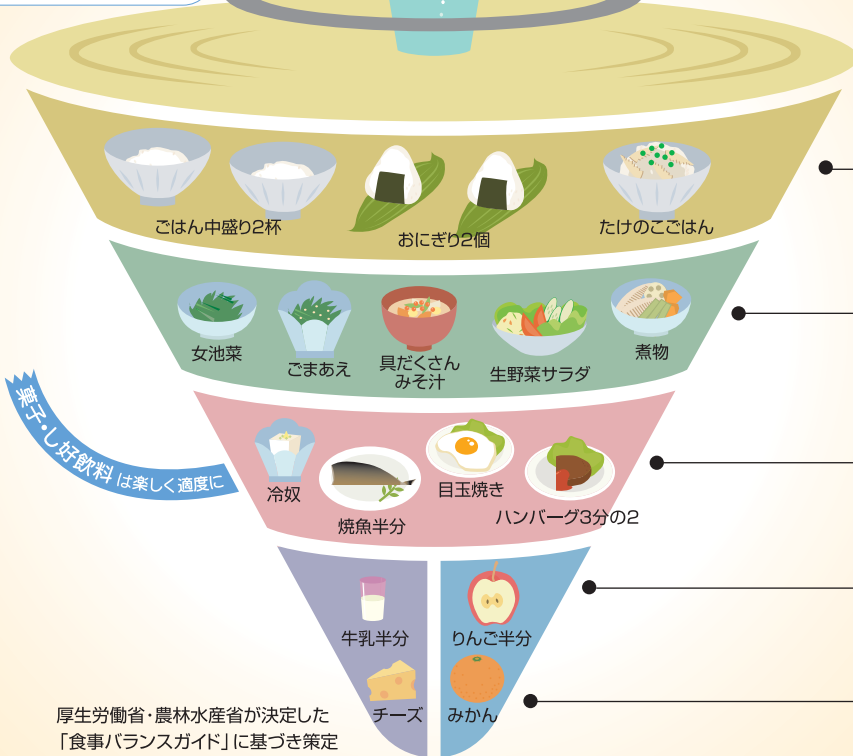 ごはん中盛り2杯
おにぎり2個
たけのこごはん
女池菜
ごまあえ
具だくさん
みそ汁
生野菜サラダ
煮物
菓子・し好飲料は楽しく適度に
冷奴
焼魚半分
目玉焼き
ハンバーグ3分の2
牛乳半分
りんご半分
チーズ
みかん
厚生労働省・農林水産省が決定した
「食事バランスガイド」に基づき策定